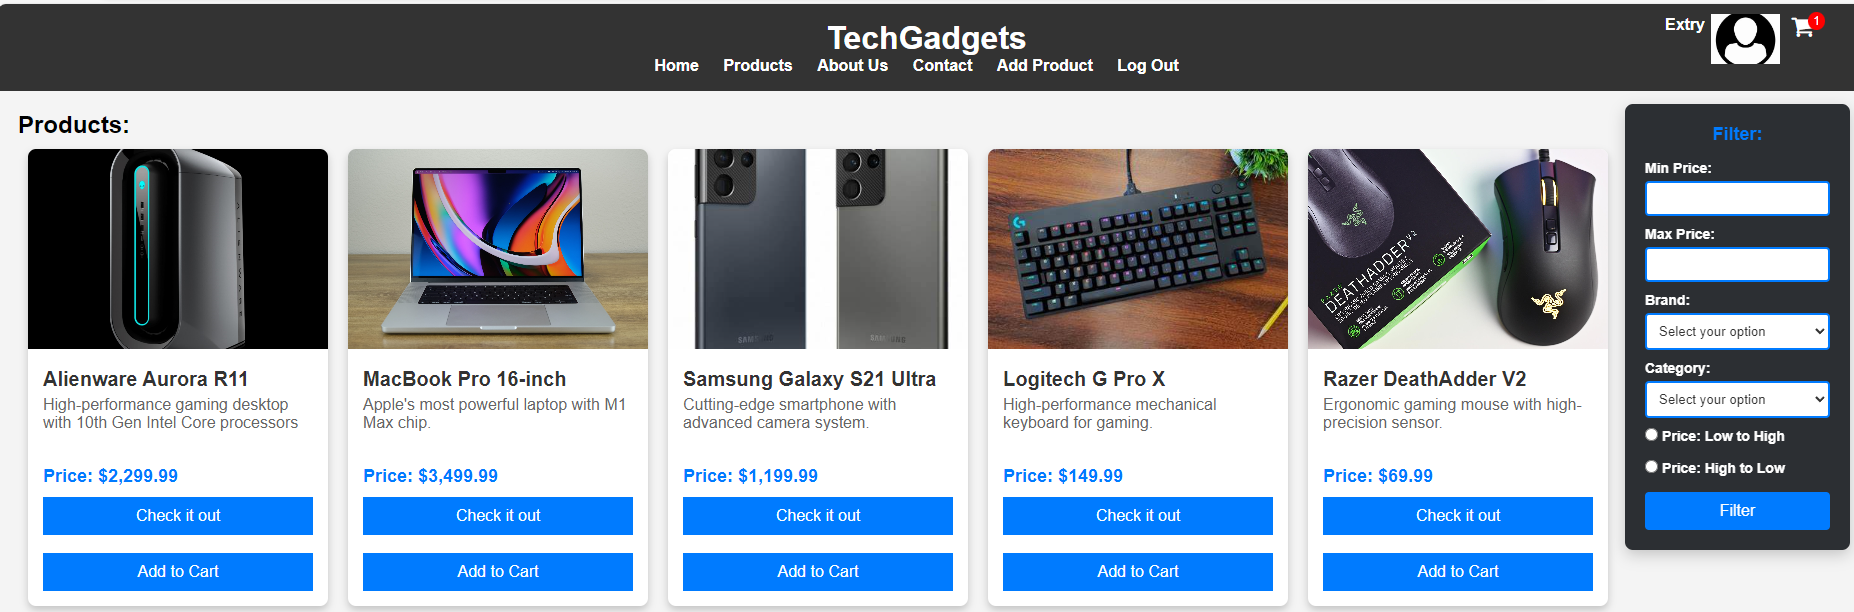 TechGadgets
Extry
1
Home Products About Us Contact Add Product Log Out
Products:
Alienware Aurora R11
High-performance gaming desktop
with 10th Gen Intel Core processors
Price: $2,299.99
Check it out
Add to Cart
MacBook Pro 16-inch
Apple's most powerful laptop with M1
Max chip.
Price: $3,499.99
Check it out
Add to Cart
SAMSUNG
SAMSUNG
Samsung Galaxy S21 Ultra
Cutting-edge smartphone with
advanced camera system.
Price: $1,199.99
Check it out
Add to Cart
Logitech G Pro X
High-performance mechanical
keyboard for gaming.
Price: $149.99
Check it out
Add to Cart
RAZER
DEATHADDER V2
Razer DeathAdder V2
Ergonomic gaming mouse with high-
precision sensor.
Price: $69.99
Check it out
Add to Cart
Filter:
Min Price:
Max Price:
Brand:
Select your option
Category:
Select your option
Price: Low to High
Price: High to Low
Filter